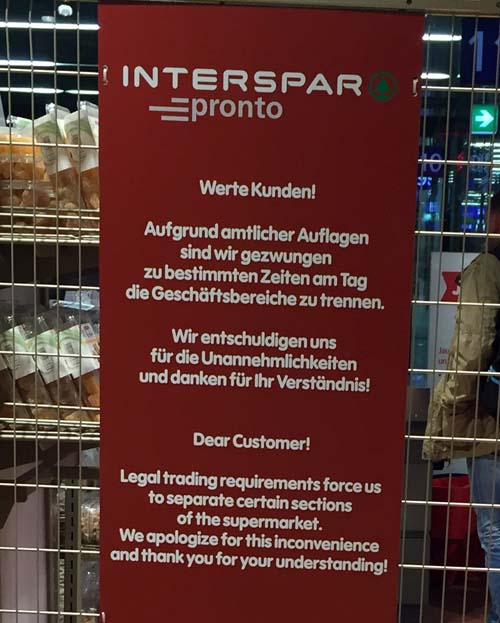 INTERSPAR
pronto
Werte Kunden!
Aufgrund amtlicher Auflagen
sind wir gezwungen
zu bestimmten Zeiten am Tag
die Geschäftsbereiche zu trennen.
Wir entschuldigen uns
für die Unannehmlichkeiten
und danken für Ihr Verständnis!
Dear Customer!
Legal trading requirements force us
to separate certain sections
of the supermarket.
We apologize for this inconvenience
and thank you for your understanding!
10